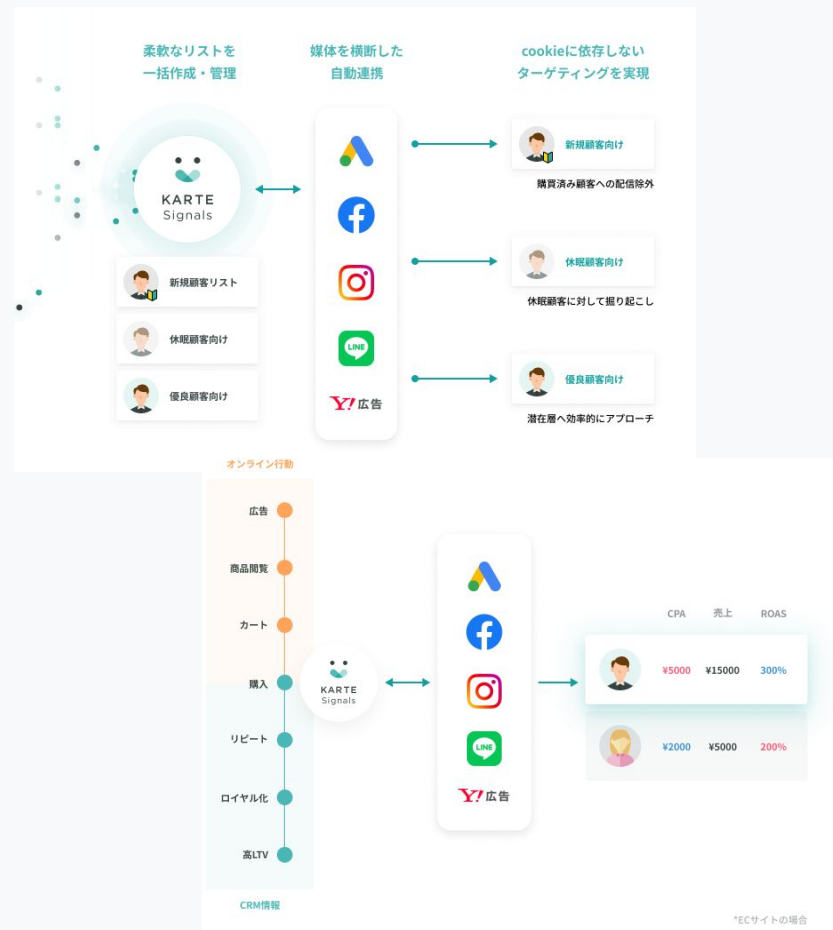 柔軟なリストを
一括作成・管理
媒体を横断した
自動連携
cookieに依存しない
ターゲティングを実現
KARTE
Signals
新規顧客リスト
休眠顧客向け
優良顧客向け
LINE
Y! 広告
新規顧客向け
購買済み顧客への配信除外
休眠顧客向け
休眠顧客に対して掘り起こし
優良顧客向け
潜在層へ効率的にアプローチ
オンライン行動
広告
商品閲覧
カート
購入
リピート
ロイヤル化
高LTV
CRM情報
KARTE
Signals
LINE
Y! 広告
CPA 売上 ROAS
¥5000 ¥15000 300%
¥2000 ¥5000 200%
*ECサイトの場合